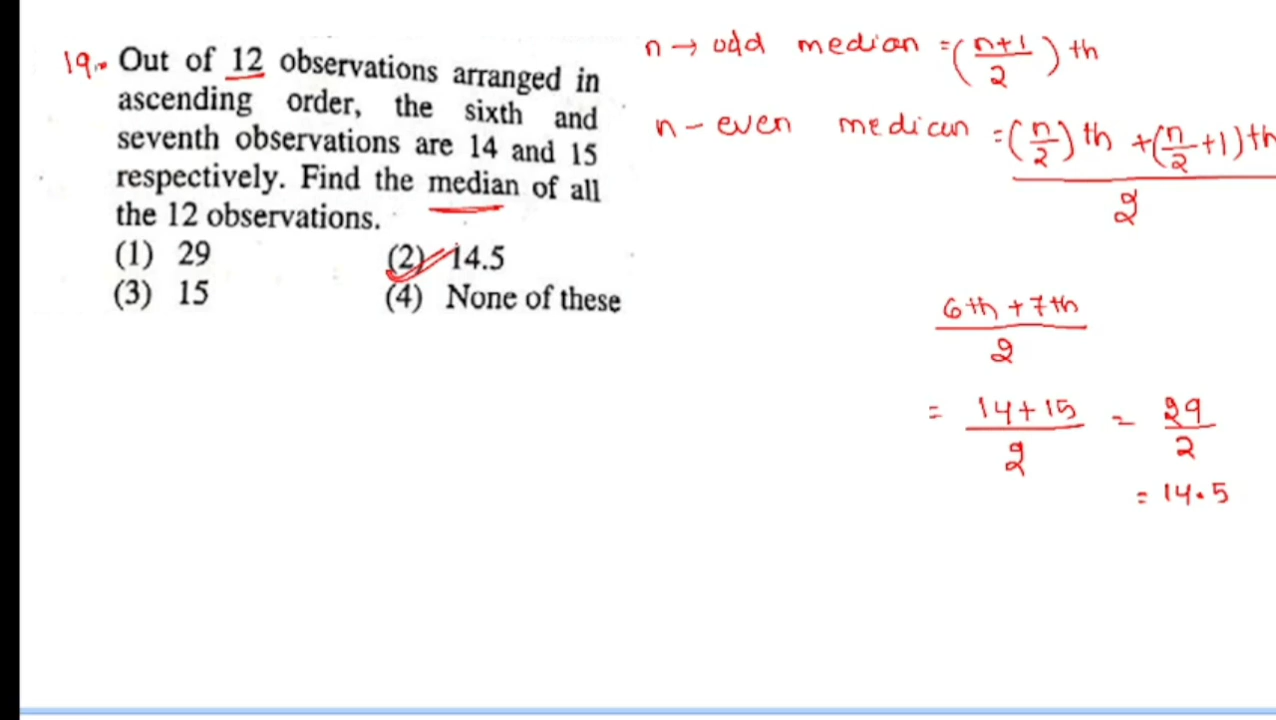 19. Out of 12 observations arranged in
ascending order, the sixth and
seventh observations are 14 and 15
respectively. Find the median of all
the 12 observations.
(1) 29 (2) 14.5
(3) 15 (4) None of these
n → odd median = (n+1/2) th
n - even median = (n/2) th + (n/2 + 1) th
2
6th + 7th
2
= 14 + 15 / 2 = 29 / 2
= 14.5